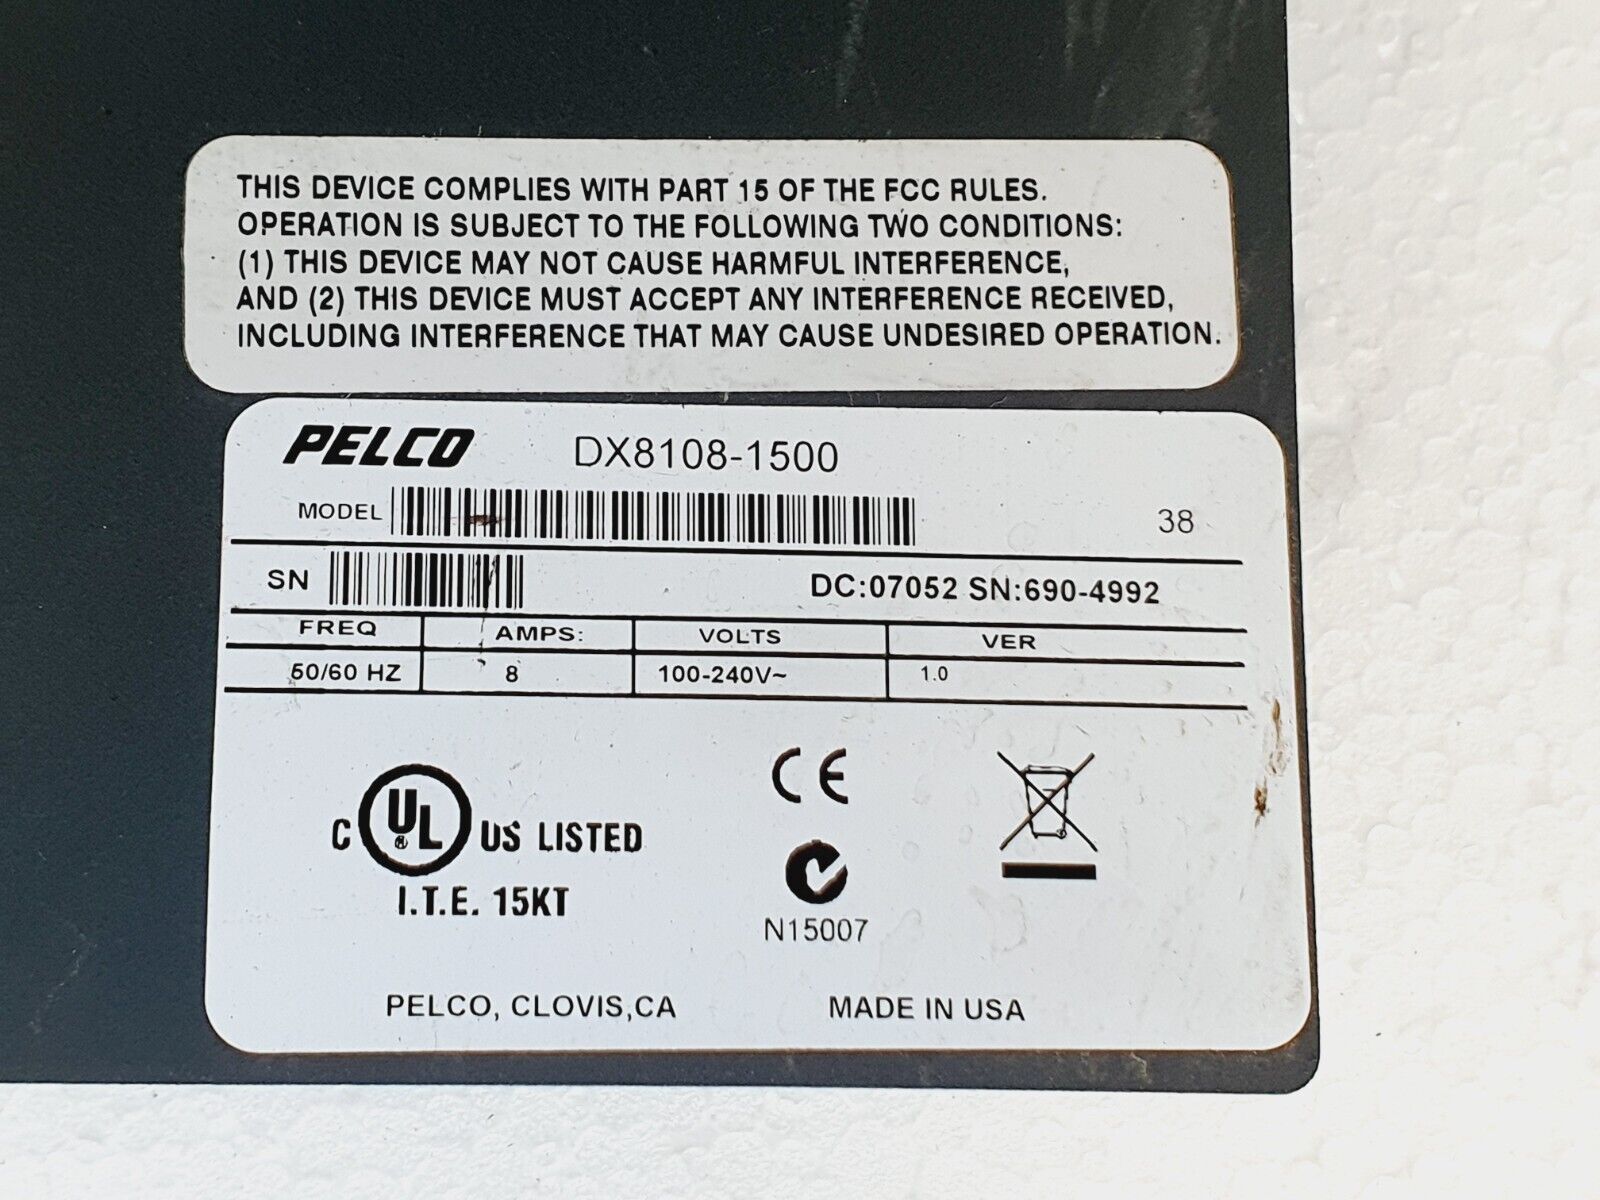 THIS DEVICE COMPLIES WITH PART 15 OF THE FCC RULES.
OPERATION IS SUBJECT TO THE FOLLOWING TWO CONDITIONS:
(1) THIS DEVICE MAY NOT CAUSE HARMFUL INTERFERENCE,
AND (2) THIS DEVICE MUST ACCEPT ANY INTERFERENCE RECEIVED,
INCLUDING INTERFERENCE THAT MAY CAUSE UNDESIRED OPERATION.
PELCO DX8108-1500
MODEL 38
SN DC:07052 SN:690-4992
FREQ AMPS: VOLTS VER
50/60 HZ 8 100-240V~ 1.0
CE
C UL® US LISTED
I.T.E. 15KT
N15007
PELCO, CLOVIS,CA MADE IN USA